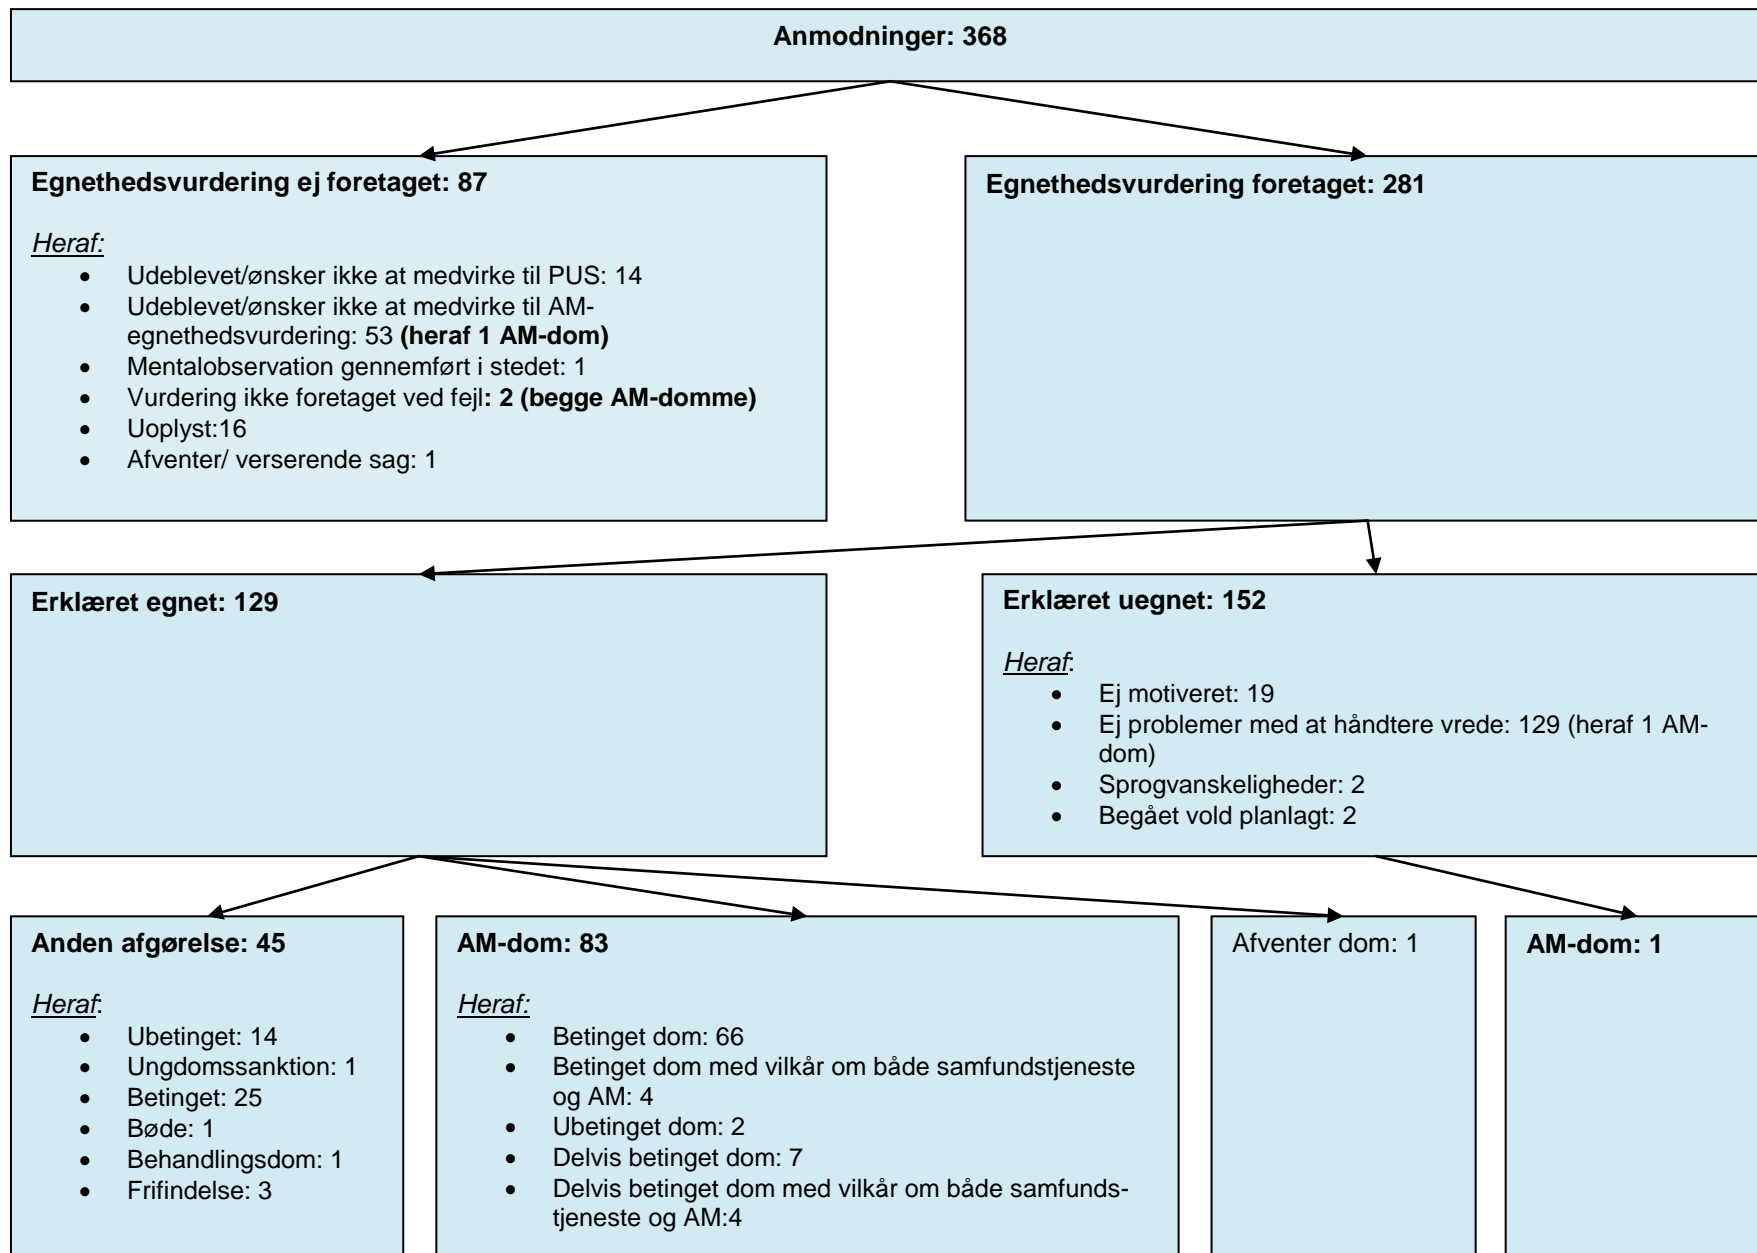 Anmodninger: 368
Egnethedsvurdering ej foretaget: 87
Heraf:
• Udeblevet/ønsker ikke at medvirke til PUS: 14
• Udeblevet/ønsker ikke at medvirke til AM-
egnethedsvurdering: 53 (heraf 1 AM-dom)
• Mentalobservation gennemført i stedet: 1
• Vurdering ikke foretaget ved fejl: 2 (begge AM-domme)
• Uoplyst:16
• Afventer/ verserende sag: 1
Egnethedsvurdering foretaget: 281
Erklæret egnet: 129
Erklæret uegnet: 152
Heraf:
• Ej motiveret: 19
• Ej problemer med at håndtere vrede: 129 (heraf 1 AM-
dom)
• Sprogvanskeligheder: 2
• Begået vold planlagt: 2
Anden afgørelse: 45
Heraf:
• Ubetinget: 14
• Ungdomssanktion: 1
• Betinget: 25
• Bøde: 1
• Behandlingsdom: 1
• Frifindelse: 3
AM-dom: 83
Heraf:
• Betinget dom: 66
• Betinget dom med vilkår om både samfundstjeneste
og AM: 4
• Ubetinget dom: 2
• Delvis betinget dom: 7
• Delvis betinget dom med vilkår om både samfunds-
tjeneste og AM:4
Afventer dom: 1
AM-dom: 1